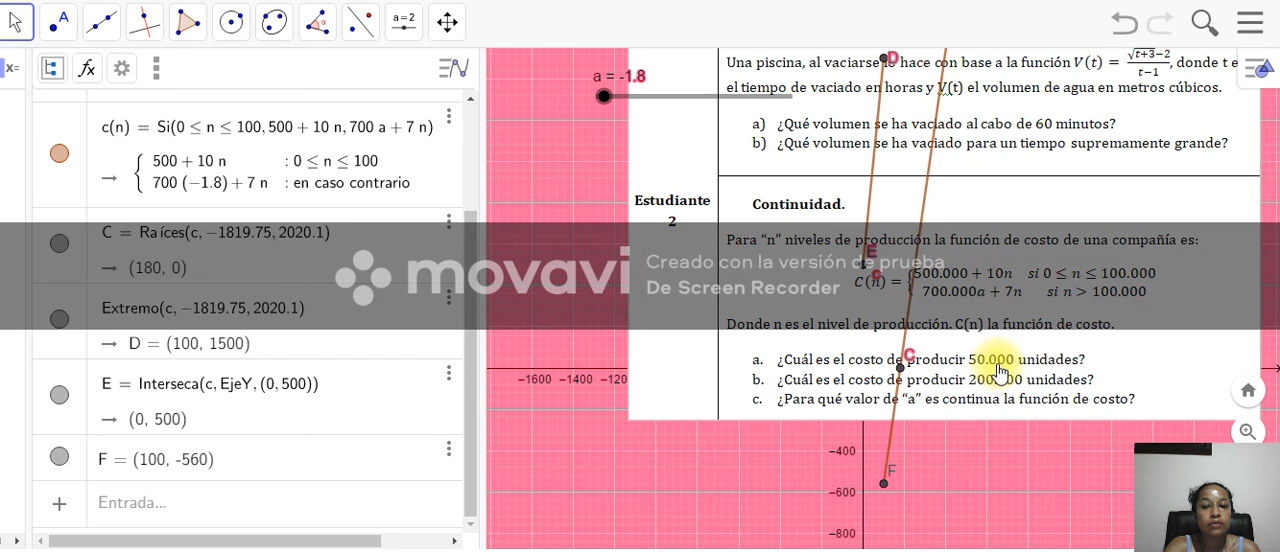 a=2
x=
c(n) = Si(0 ≤ n ≤ 100, 500 + 10 n, 700 a + 7 n)
→ { 500 + 10 n : 0 ≤ n ≤ 100
700 (-1.8) + 7 n : en caso contrario
C = Raíces(c, -1819.75, 2020.1)
→ (180, 0)
Extremo(c, -1819.75, 2020.1)
→ D = (100, 1500)
E = Interseca(c, EjeY, (0, 500))
→ (0, 500)
F = (100, -560)
Entrada...
a = -1.8
Una piscina, al vaciarse lo hace con base a la función V(t) = (√(t+3)−2)/(t−1), donde t e
el tiempo de vaciado en horas y V(t) el volumen de agua en metros cúbicos.
a) ¿Qué volumen se ha vaciado al cabo de 60 minutos?
b) ¿Qué volumen se ha vaciado para un tiempo supremamente grande?
Estudiante
2
Continuidad.
Para "n" niveles de producción la función de costo de una compañía es:
C(n) = { 500.000 + 10n si 0 ≤ n ≤ 100.000
700.000a + 7n si n > 100.000
Donde n es el nivel de producción. C(n) la función de costo.
a. ¿Cuál es el costo de producir 50.000 unidades?
b. ¿Cuál es el costo de producir 200.000 unidades?
c. ¿Para qué valor de "a" es continua la función de costo?
D
E
c
C
F
-1600 -1400 -1200
-400
-600
-800
movavi
Creado con la versión de prueba
De Screen Recorder